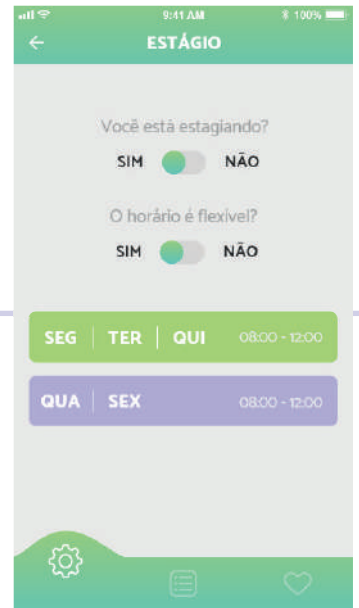 9:41 AM 100%
ESTÁGIO
Você está estagiando?
SIM NÃO
O horário é flexível?
SIM NÃO
SEG TER QUI 08:00 - 12:00
QUA SEX 08:00 - 12:00